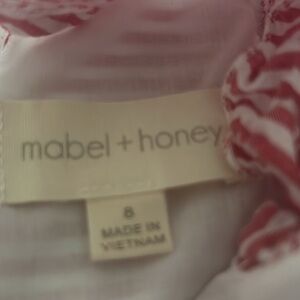 mabel + honey
8
MADE IN
VIETNAM